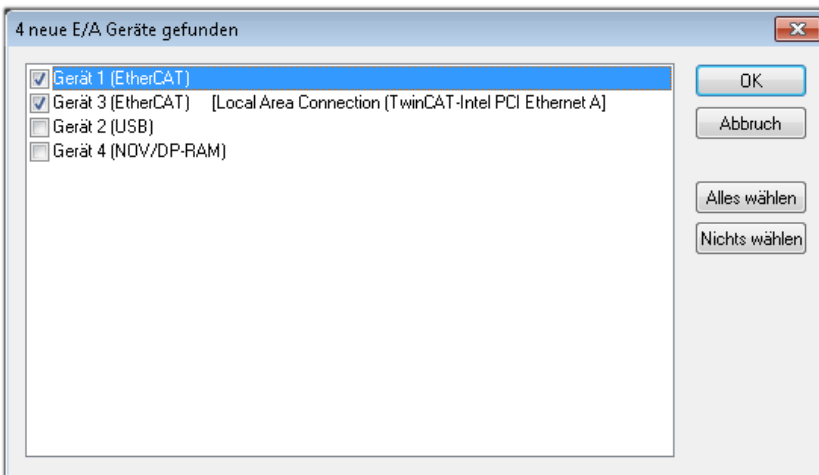 4 neue E/A Geräte gefunden
Gerät 1 (EtherCAT)
Gerät 3 (EtherCAT) [Local Area Connection (TwinCAT-Intel PCI Ethernet A]
Gerät 2 (USB)
Gerät 4 (NOV/DP-RAM)
OK
Abbruch
Alles wählen
Nichts wählen